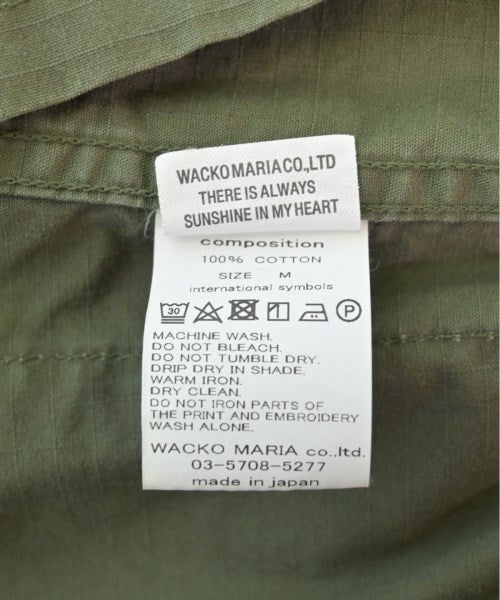 WACKO MARIA CO.,LTD
THERE IS ALWAYS
SUNSHINE IN MY HEART
composition
100% COTTON
SIZE M
international symbols
30 P
MACHINE WASH.
DO NOT BLEACH.
DO NOT TUMBLE DRY.
DRIP DRY IN SHADE.
WARM IRON.
DRY CLEAN.
DO NOT IRON PARTS OF
THE PRINT AND EMBROIDERY
WASH ALONE.
WACKO MARIA co.,ltd.
03-5708-5277
made in japan